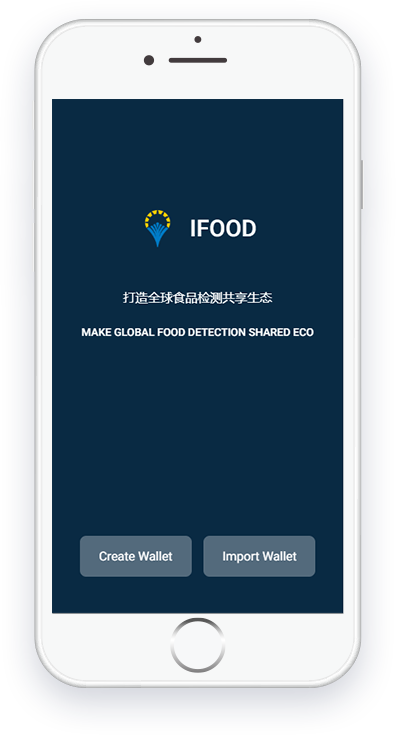 IFOOD
打造全球食品检测共享生态
MAKE GLOBAL FOOD DETECTION SHARED ECO
Create Wallet
Import Wallet